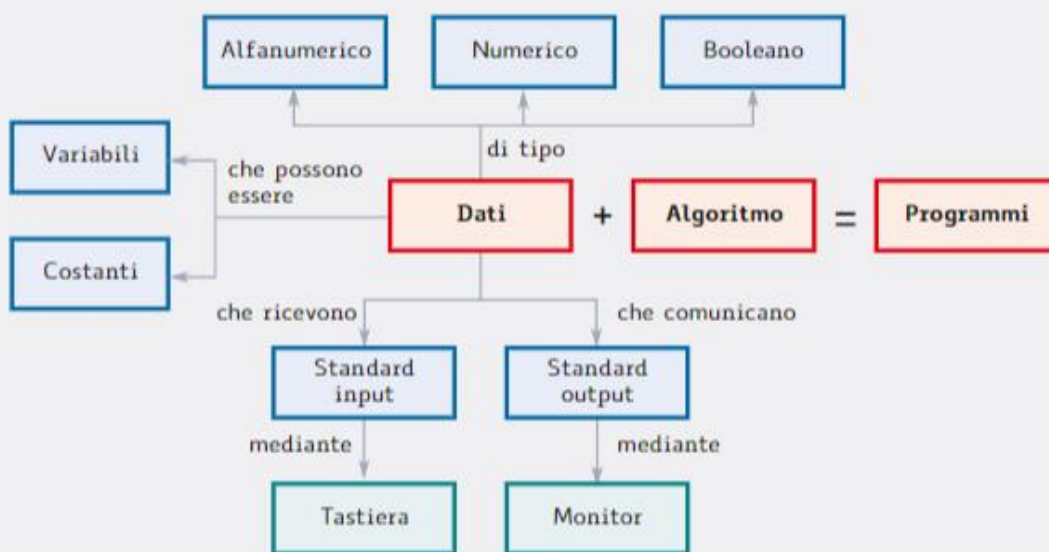 Alfanumerico
Numerico
Booleano
di tipo
Variabili
Costanti
che possono
essere
Dati + Algoritmo = Programmi
che ricevono
che comunicano
Standard
input
Standard
output
mediante
mediante
Tastiera
Monitor